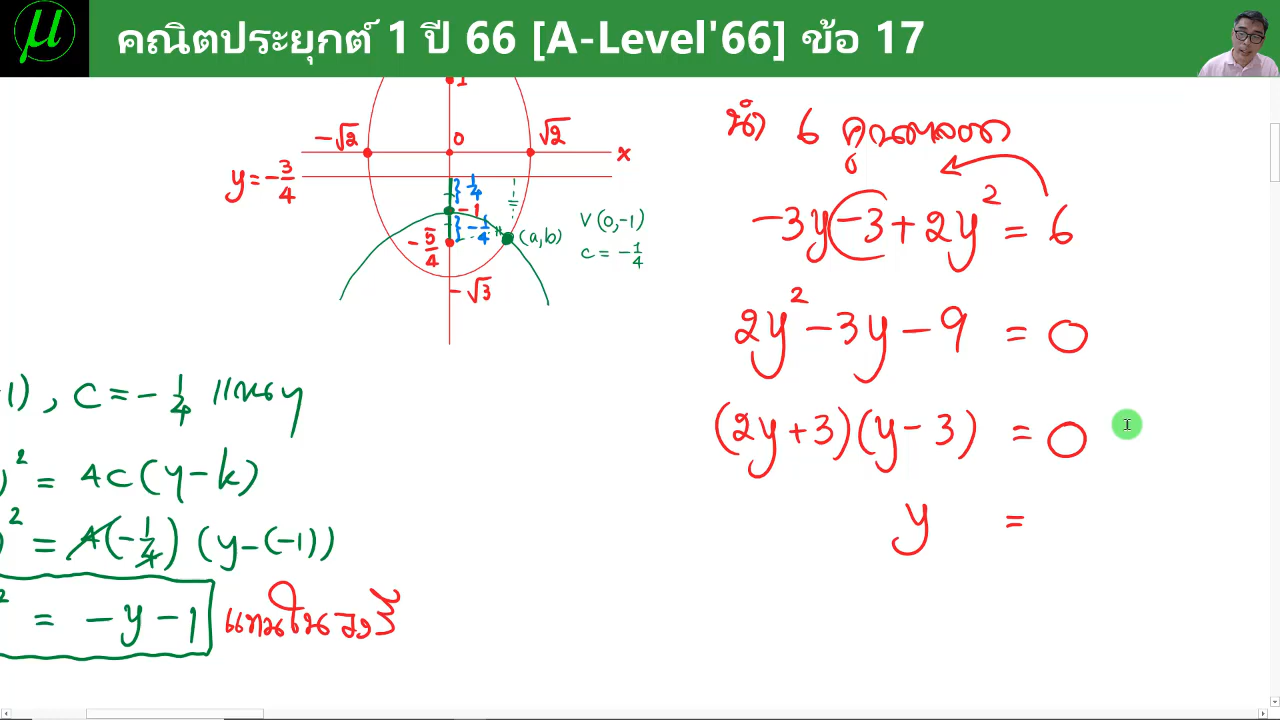 μ
คณิตประยุกต์ 1 ปี 66 [A-Level'66] ข้อ 17
1
-√2
0
√2
x
y = -3/4
1/4
-1
-1/4
-5/4
(a,b)
V(0,-1)
c = -1/4
-√3
1), c = -1/4 แกน y
)² = 4c(y-k)
)² = 4(-1/4)(y-(-1))
² = -y-1 แทนในวงรี
นำ 6 คูณตลอด
-3y-3+2y² = 6
2y²-3y-9 = 0
(2y+3)(y-3) = 0
y =